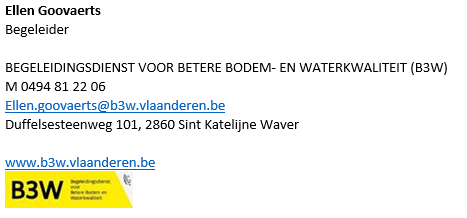 Ellen Goovaerts
Begeleider
BEGELEIDINGSDIENST VOOR BETERE BODEM- EN WATERKWALITEIT (B3W)
M 0494 81 22 06
Ellen.goovaerts@b3w.vlaanderen.be
Duffelsesteenweg 101, 2860 Sint Katelijne Waver
www.b3w.vlaanderen.be
B3W
Begeleidingsdienst
voor
Betere Bodem en
Waterkwaliteit